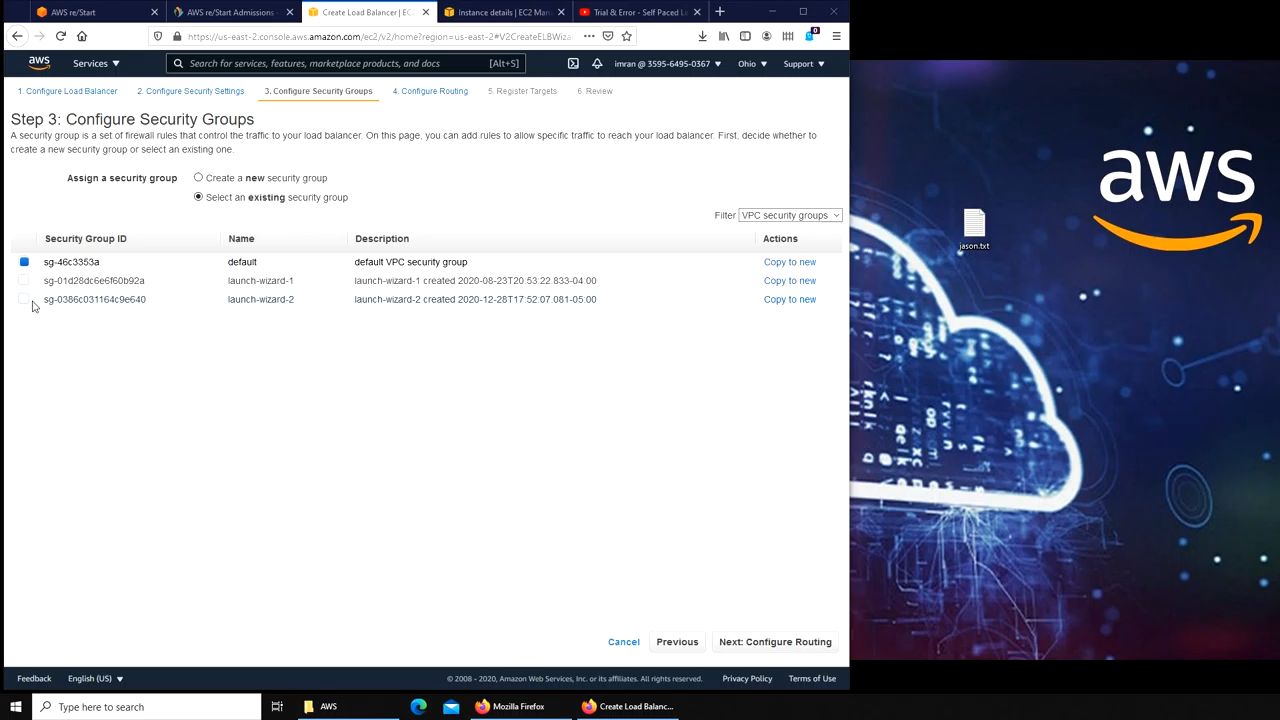 AWS re/Start
AWS re/Start Admissions -
Create Load Balancer | EC
Instance details | EC2 Man
Trial & Error - Self Paced Le
https://us-east-2.console.aws.amazon.com/ec2/v2/home?region=us-east-2#V2CreateELBWiza
0
aws
Services
Search for services, features, marketplace products, and docs
[Alt+S]
imran @ 3595-6495-0367
Ohio
Support
1. Configure Load Balancer
2. Configure Security Settings
3. Configure Security Groups
4. Configure Routing
5. Register Targets
6. Review
Step 3: Configure Security Groups
A security group is a set of firewall rules that control the traffic to your load balancer. On this page, you can add rules to allow specific traffic to reach your load balancer. First, decide whether to
create a new security group or select an existing one.
Assign a security group
Create a new security group
Select an existing security group
Filter VPC security groups
Security Group ID Name Description Actions
sg-46c3353a default default VPC security group Copy to new
sg-01d28dc6e6f60b92a launch-wizard-1 launch-wizard-1 created 2020-08-23T20:53:22.833-04:00 Copy to new
sg-0386c031164c9e640 launch-wizard-2 launch-wizard-2 created 2020-12-28T17:52:07.081-05:00 Copy to new
Cancel
Previous
Next: Configure Routing
Feedback
English (US)
© 2008 - 2020, Amazon Web Services, Inc. or its affiliates. All rights reserved.
Privacy Policy
Terms of Use
Type here to search
AWS
Mozilla Firefox
Create Load Balanc...
aws
jason.txt